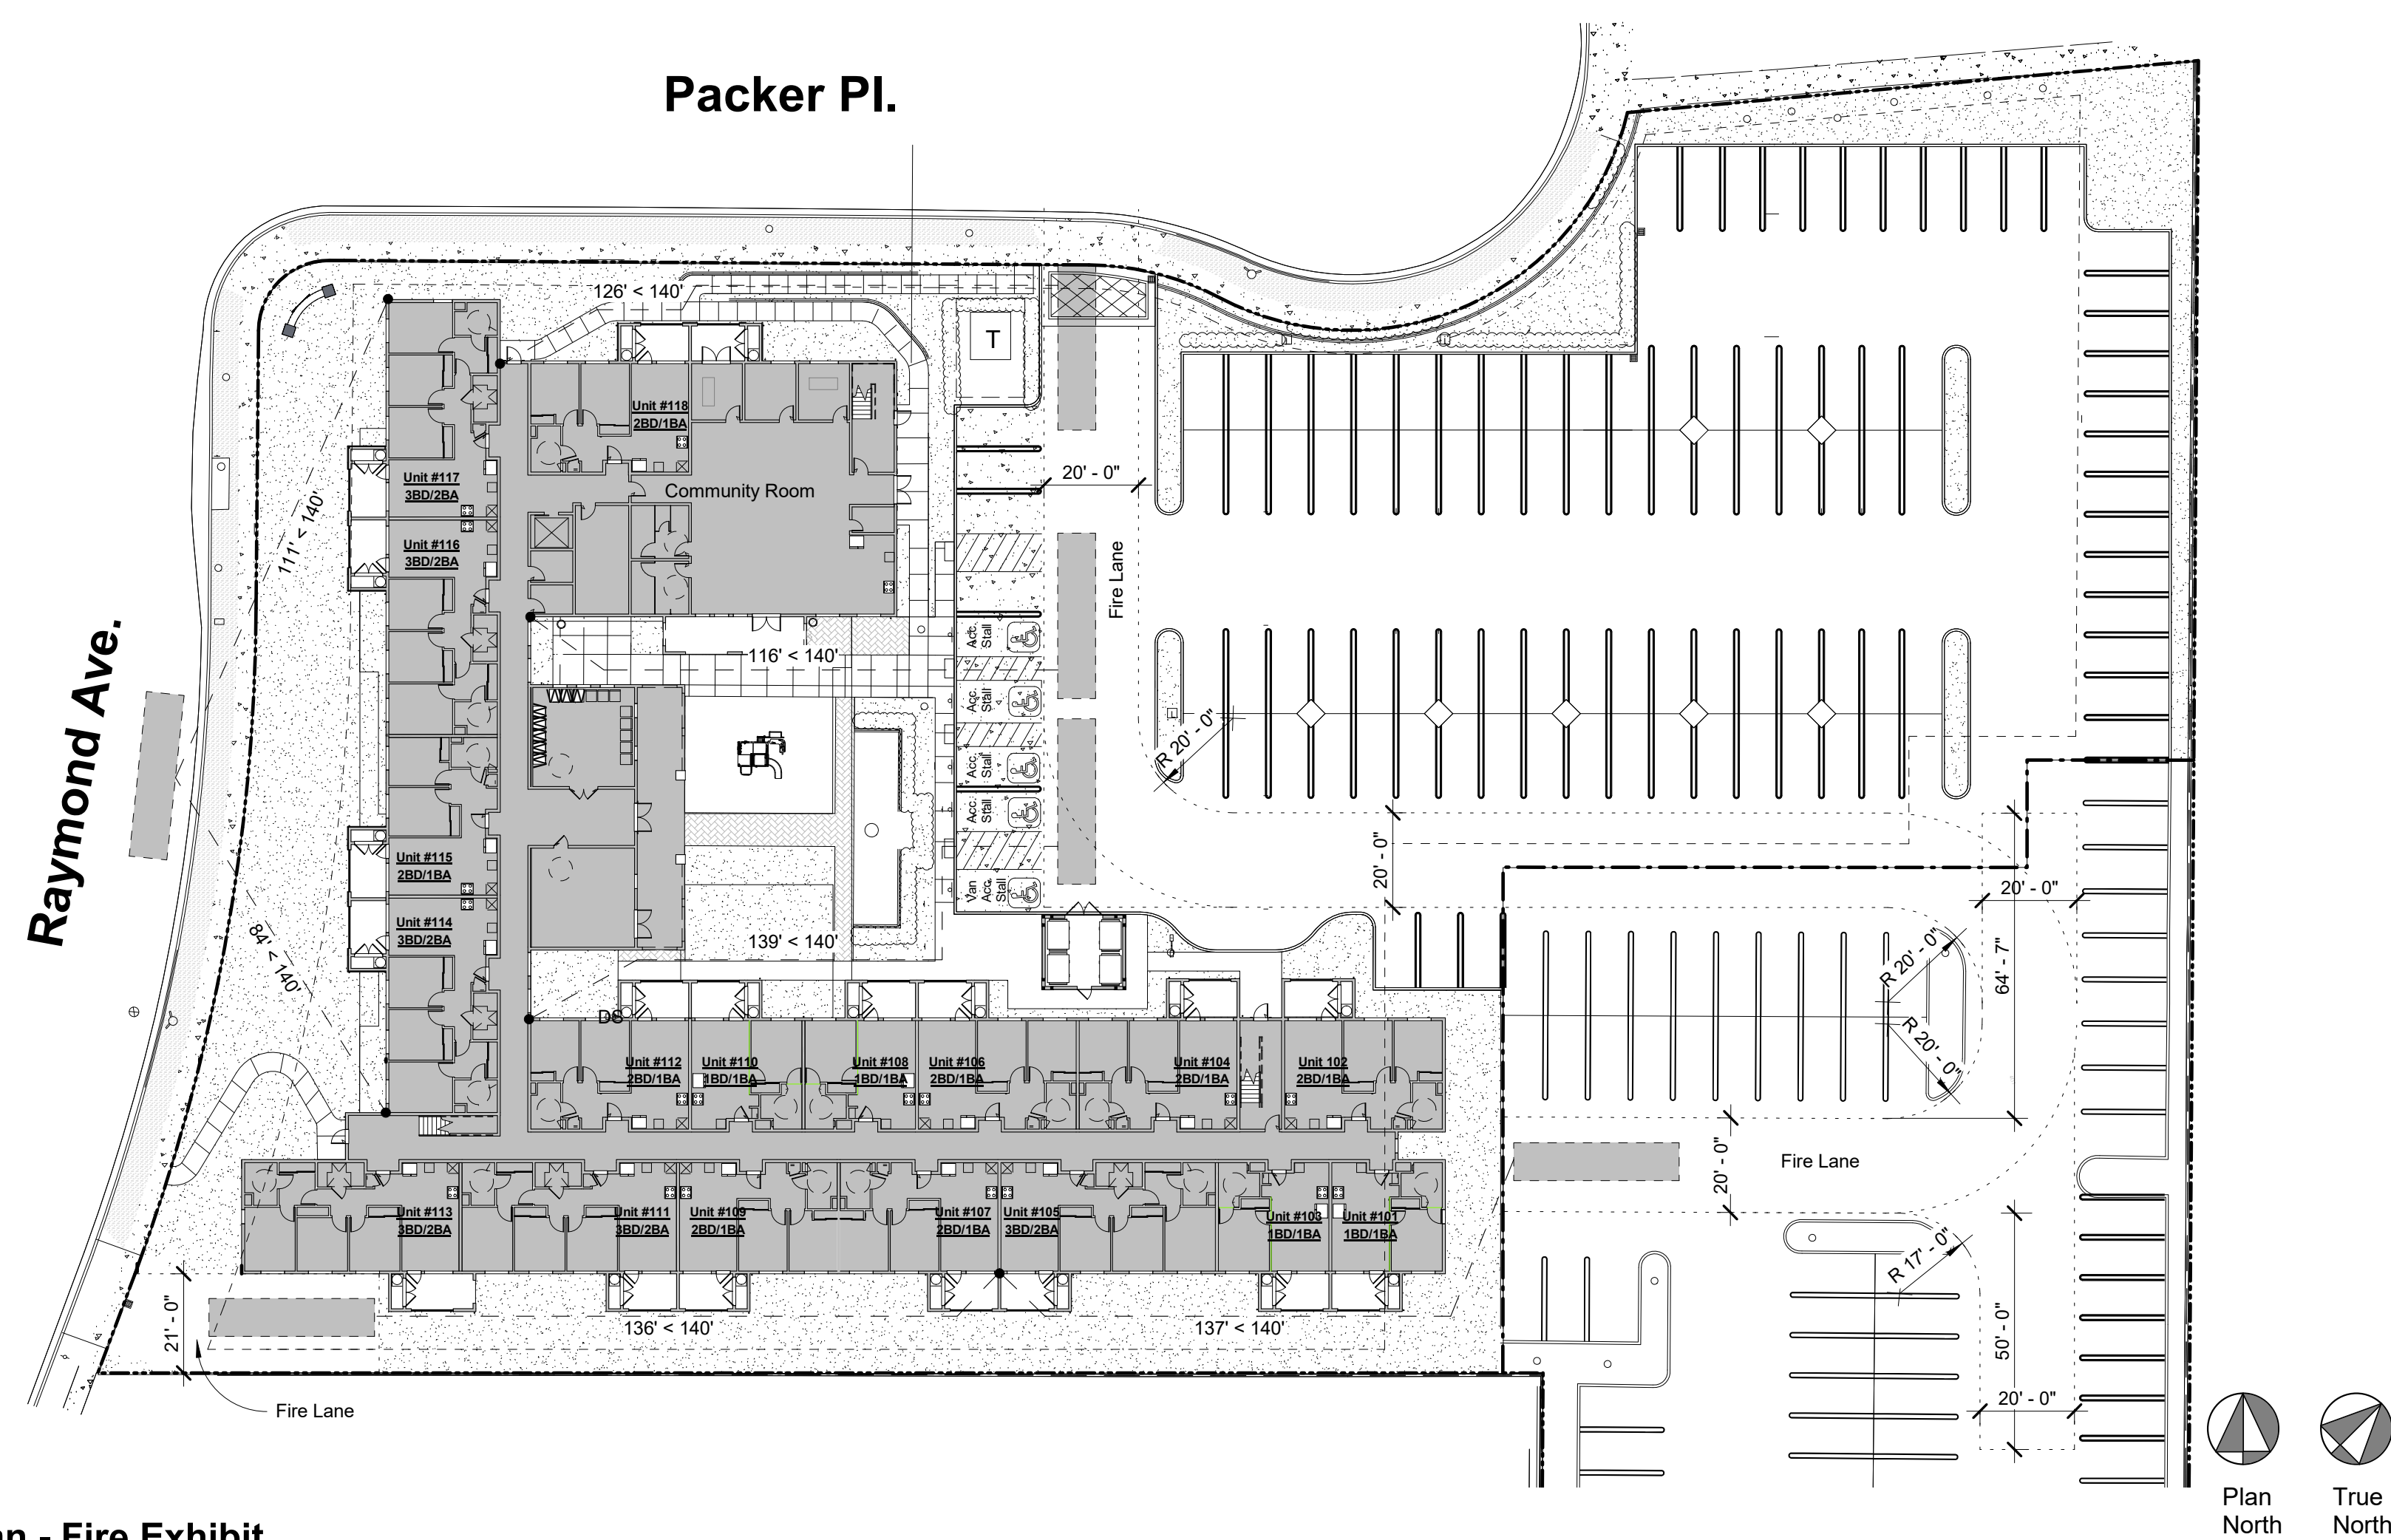 Packer Pl.
126' < 140'
T
Unit #118
2BD/1BA
20' - 0"
Unit #117
3BD/2BA
Community Room
111' < 140'
Unit #116
3BD/2BA
Fire Lane
Acc.
Stall
116' < 140'
Acc.
Stall
Raymond Ave.
R 20' - 0"
Acc.
Stall
Acc.
Stall
20' - 0"
Unit #115
2BD/1BA
Van
Acc.
Stall
20' - 0"
Unit #114
3BD/2BA
139' < 140'
84' < 140'
R 20' - 0"
64' - 7"
DS
R 20' - 0"
Unit #112
2BD/1BA
Unit #110
1BD/1BA
Unit #108
1BD/1BA
Unit #106
2BD/1BA
Unit #104
2BD/1BA
Unit 102
2BD/1BA
20' - 0"
Fire Lane
Unit #113
3BD/2BA
Unit #111
3BD/2BA
Unit #109
2BD/1BA
Unit #107
2BD/1BA
Unit #105
3BD/2BA
Unit #103
1BD/1BA
Unit #101
1BD/1BA
R 17' - 0"
21' - 0"
136' < 140'
137' < 140'
50' - 0"
20' - 0"
Fire Lane
Plan
North
True
North
- Fire Exhibit